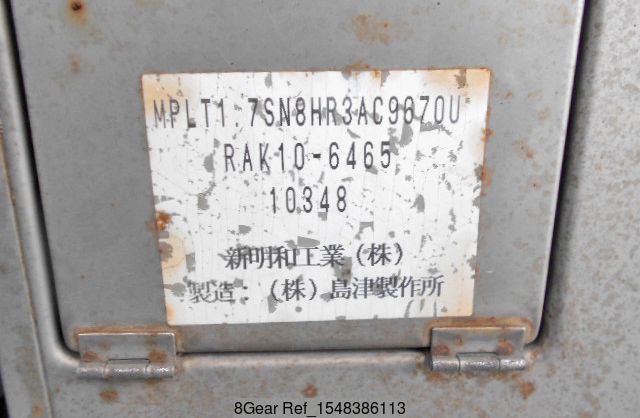 MPLT1.7SN8HR3AC9670U
RAK10-6465
10348
新明和工業（株）
製造：（株）島津製作所
8Gear Ref_1548386113